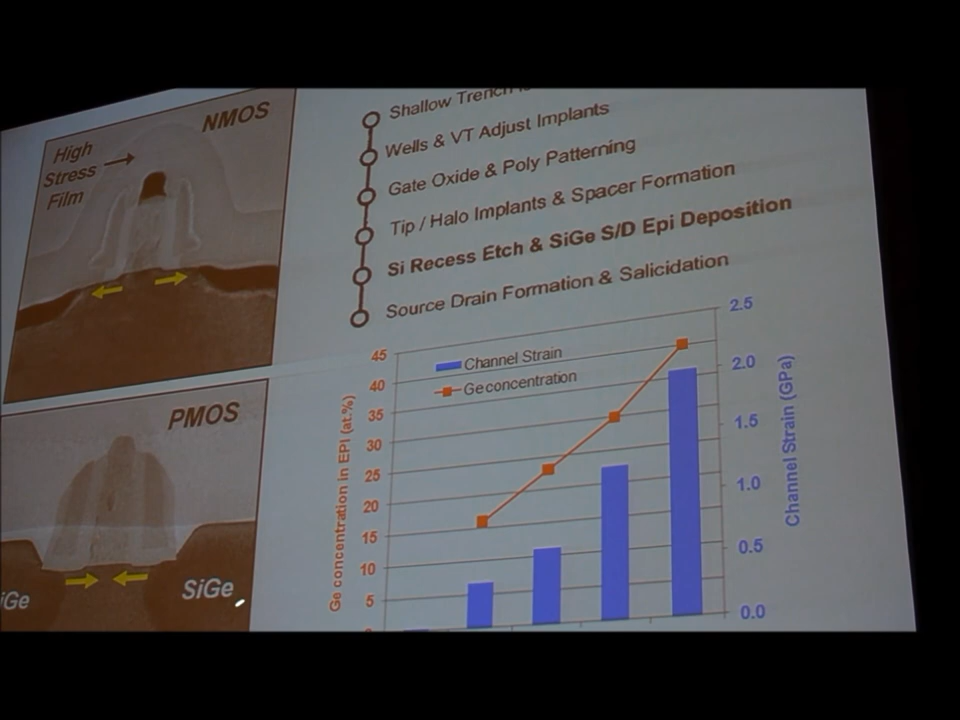 NMOS
High
Stress
Film
PMOS
SiGe
Shallow Trench
Wells & VT Adjust Implants
Gate Oxide & Poly Patterning
Tip / Halo Implants & Spacer Formation
Si Recess Etch & SiGe S/D Epi Deposition
Source Drain Formation & Salicidation
Channel Strain
Ge concentration
Ge concentration in EPI (at.%)
45
40
35
30
25
20
15
10
5
2.5
2.0
1.5
1.0
0.5
0.0
Channel Strain (GPa)